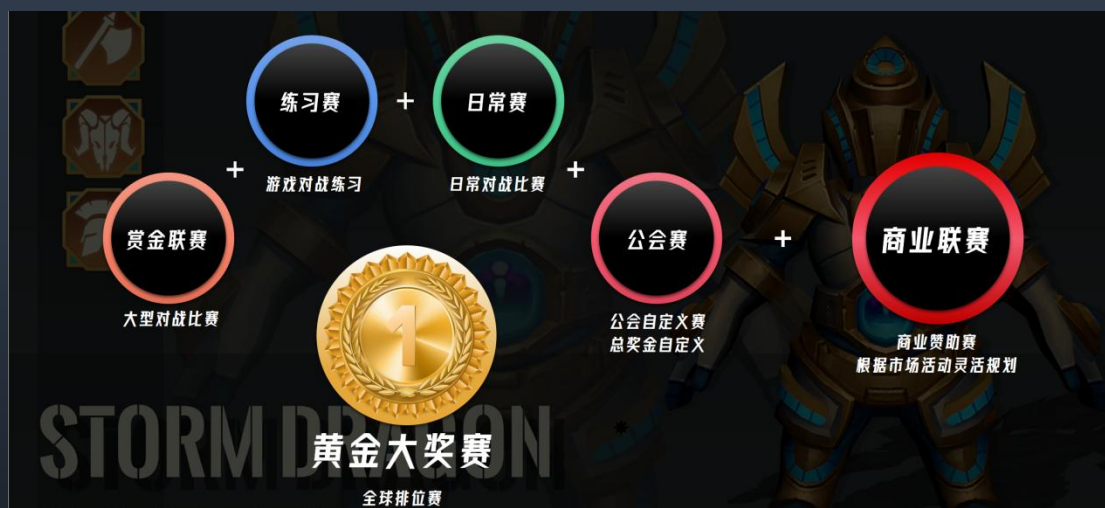 练习赛
+
日常赛
游戏对战练习
日常对战比赛
+
+
赏金联赛
公会赛
+
商业联赛
大型对战比赛
公会自定义赛
总奖金自定义
商业赞助赛
根据市场活动灵活规划
1
STORM DRAGON
黄金大奖赛
全球排位赛